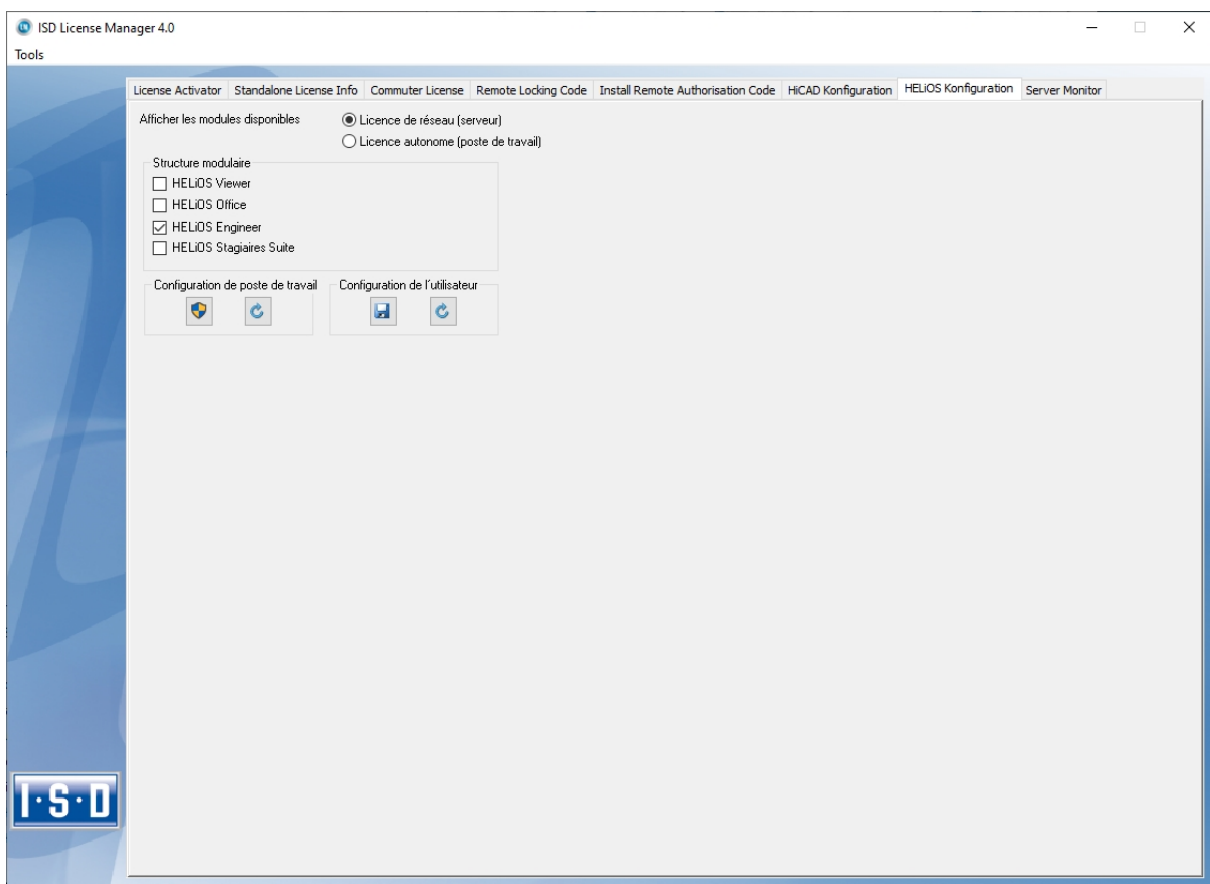 ISD License Manager 4.0
Tools
License Activator Standalone License Info Commuter License Remote Locking Code Install Remote Authorisation Code HiCAD Konfiguration HELiOS Konfiguration Server Monitor
Afficher les modules disponibles Licence de réseau (serveur)
Licence autonome (poste de travail)
Structure modulaire
HELiOS Viewer
HELiOS Office
HELiOS Engineer
HELiOS Stagiaires Suite
Configuration de poste de travail Configuration de l´utilisateur
I·S·D